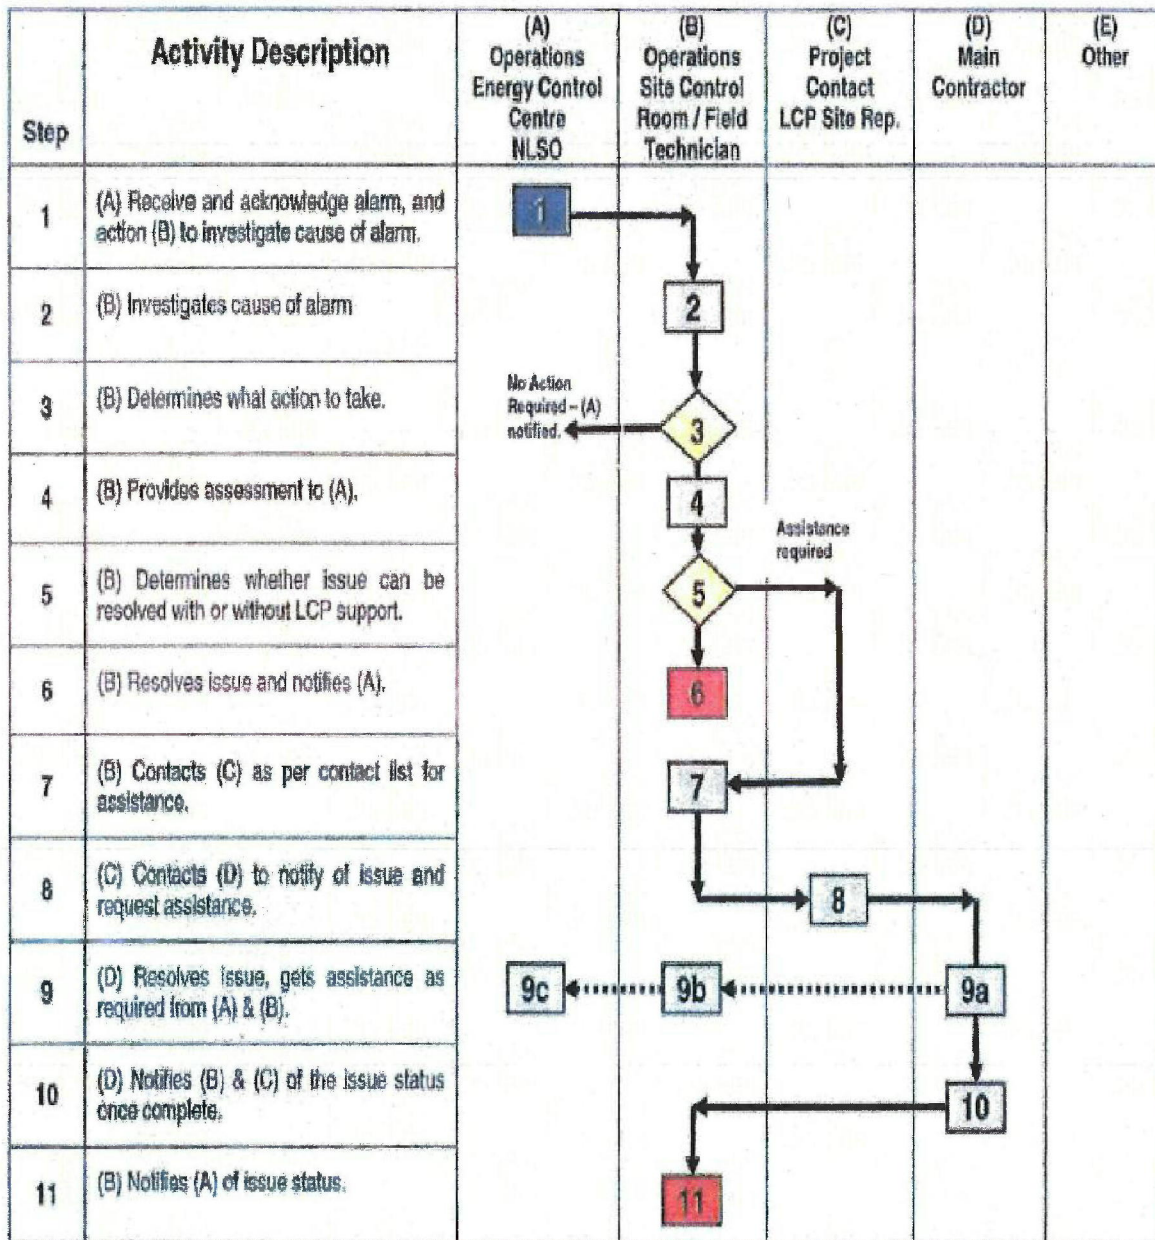 Step
Activity Description
(A)
Operations
Energy Control
Centre
NLSO
(B)
Operations
Site Control
Room / Field
Technician
(C)
Project
Contact
LCP Site Rep.
(D)
Main
Contractor
(E)
Other
1
(A) Receive and acknowledge alarm, and
action (B) to investigate cause of alarm.
1
2
(B) Investigates cause of alarm
2
3
(B) Determines what action to take.
No Action
Required – (A)
notified.
3
4
(B) Provides assessment to (A).
4
Assistance
required
5
(B) Determines whether issue can be
resolved with or without LCP support.
5
6
(B) Resolves issue and notifies (A).
6
7
(B) Contacts (C) as per contact list for
assistance.
7
8
(C) Contacts (D) to notify of issue and
request assistance.
8
9
(D) Resolves issue, gets assistance as
required from (A) & (B).
9c
9b
9a
10
(D) Notifies (B) & (C) of the issue status
once complete.
10
11
(B) Notifies (A) of issue status.
11